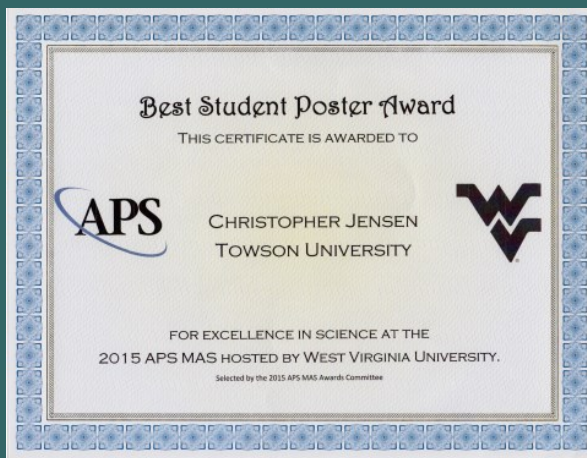 Best Student Poster Award
THIS CERTIFICATE IS AWARDED TO
APS
CHRISTOPHER JENSEN
TOWSON UNIVERSITY
WV
FOR EXCELLENCE IN SCIENCE AT THE
2015 APS MAS HOSTED BY WEST VIRGINIA UNIVERSITY.
Selected by the 2015 APS MAS Awards Committee